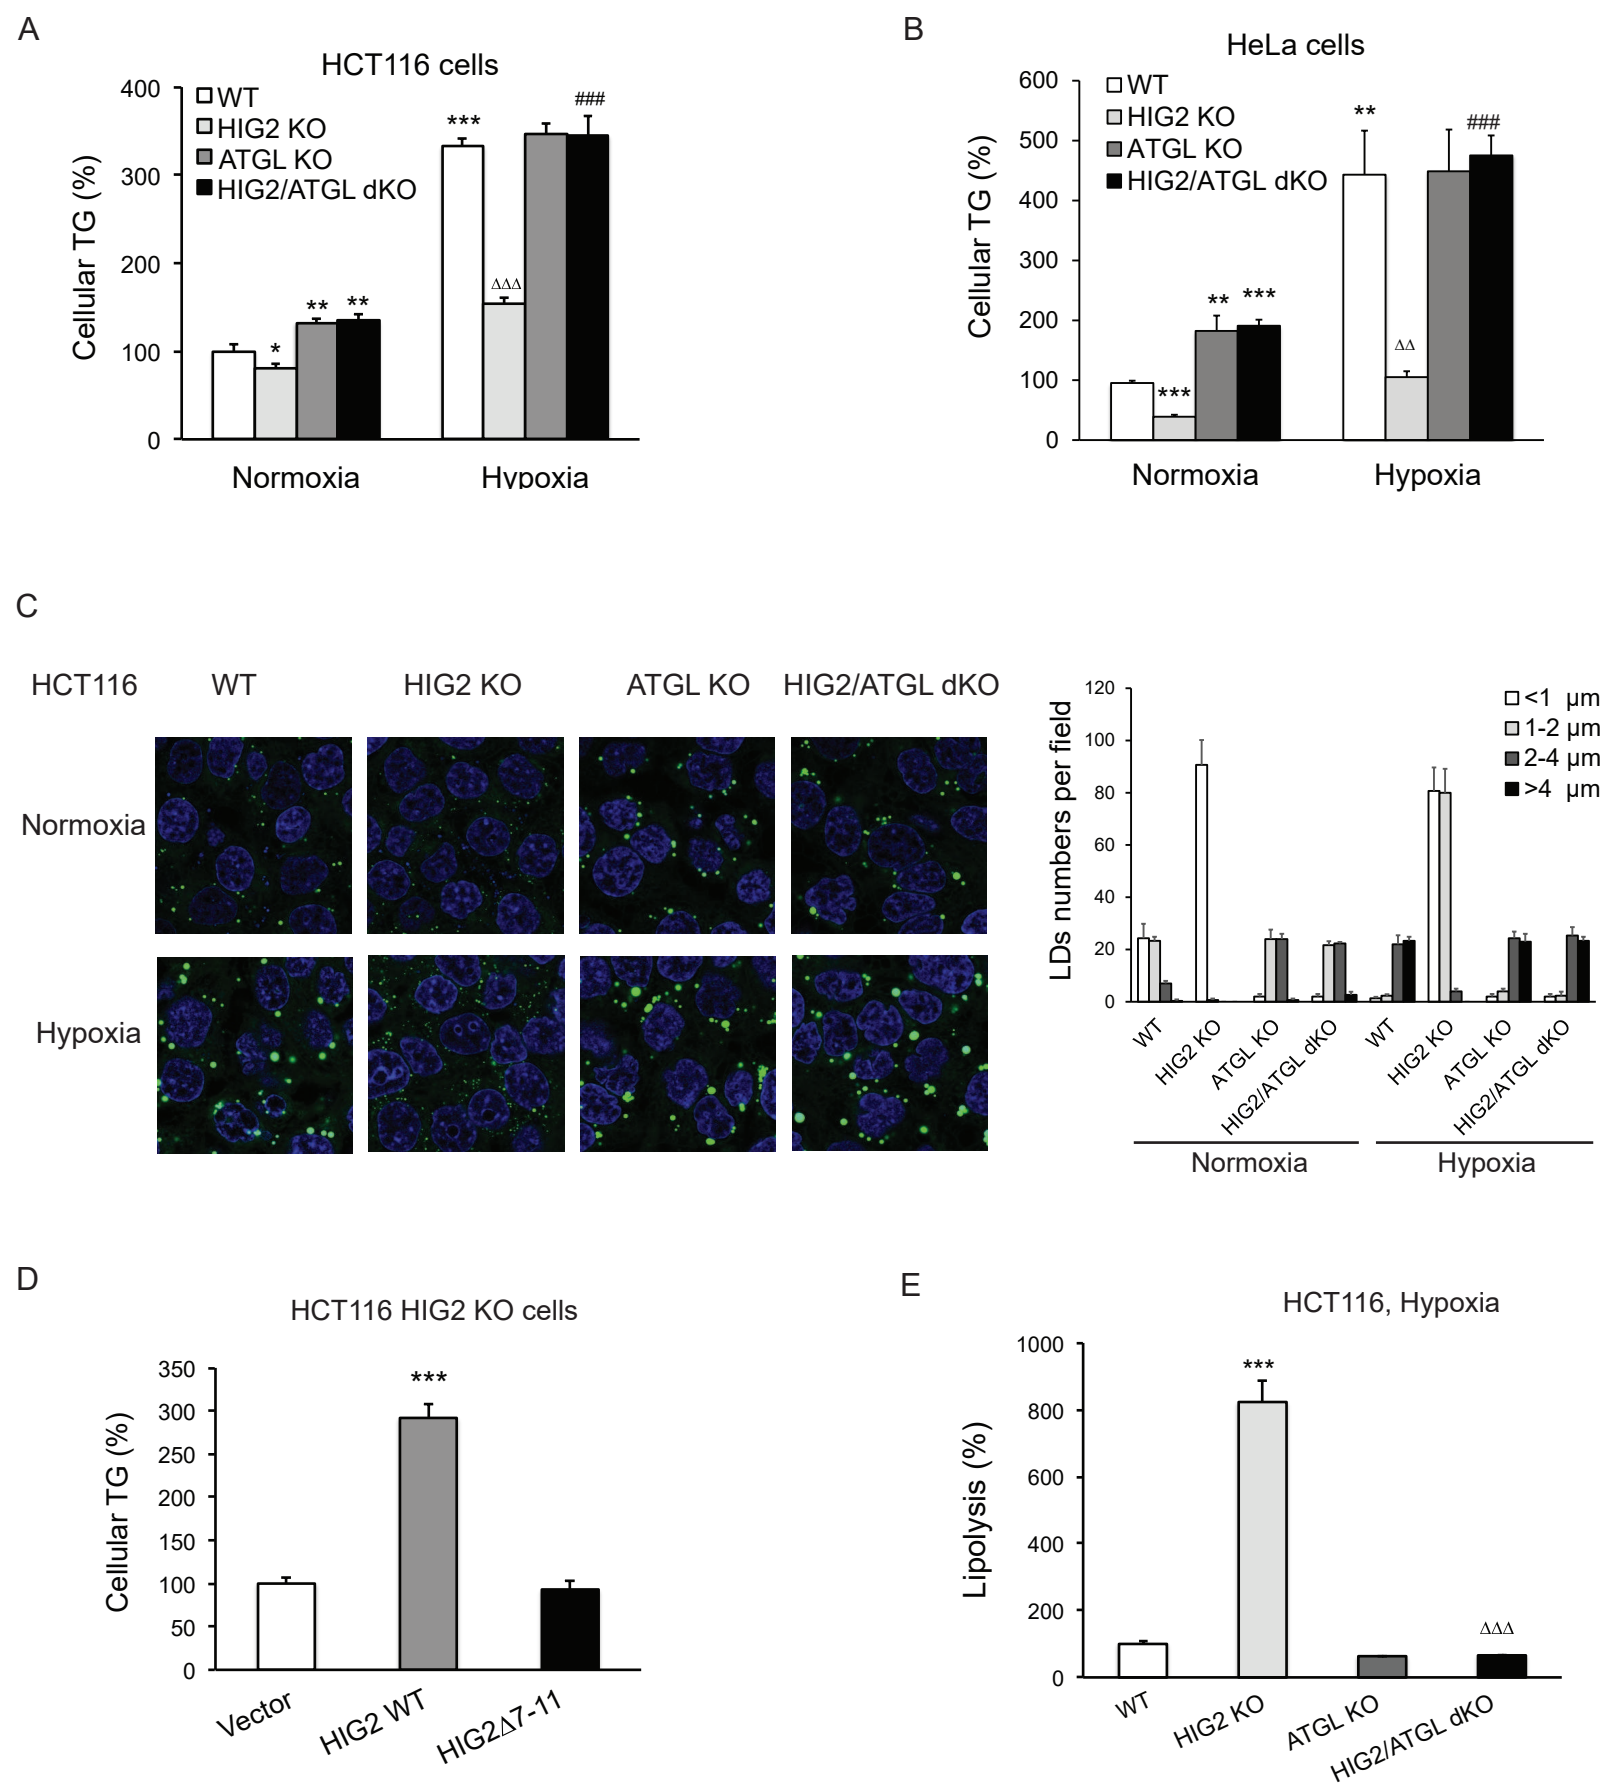 A
HCT116 cells
Cellular TG (%)
400
300
200
100
0
WT
HIG2 KO
ATGL KO
HIG2/ATGL dKO
*
**
**
***
ΔΔΔ
###
Normoxia
Hypoxia
B
HeLa cells
Cellular TG (%)
600
500
400
300
200
100
0
WT
HIG2 KO
ATGL KO
HIG2/ATGL dKO
***
**
***
**
ΔΔ
###
Normoxia
Hypoxia
C
HCT116 WT HIG2 KO ATGL KO HIG2/ATGL dKO
Normoxia
Hypoxia
LDs numbers per field
120
100
80
60
40
20
0
<1 µm
1-2 µm
2-4 µm
>4 µm
WT
HIG2 KO
ATGL KO
HIG2/ATGL dKO
WT
HIG2 KO
ATGL KO
HIG2/ATGL dKO
Normoxia
Hypoxia
D
HCT116 HIG2 KO cells
Cellular TG (%)
350
300
250
200
150
100
50
0
***
Vector
HIG2 WT
HIG2Δ7-11
E
HCT116, Hypoxia
Lipolysis (%)
1000
800
600
400
200
0
***
ΔΔΔ
WT
HIG2 KO
ATGL KO
HIG2/ATGL dKO